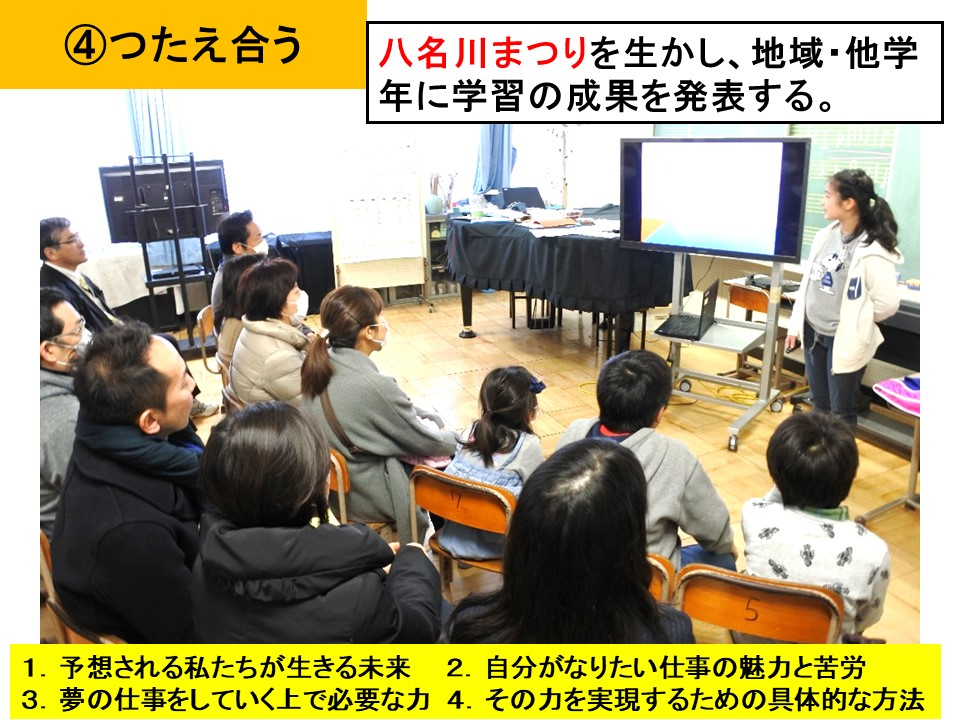 ④つたえ合う
八名川まつりを生かし、地域・他学
年に学習の成果を発表する。
1. 予想される私たちが生きる未来 2. 自分がなりたい仕事の魅力と苦労
3. 夢の仕事をしていく上で必要な力 4. その力を実現するための具体的な方法
5